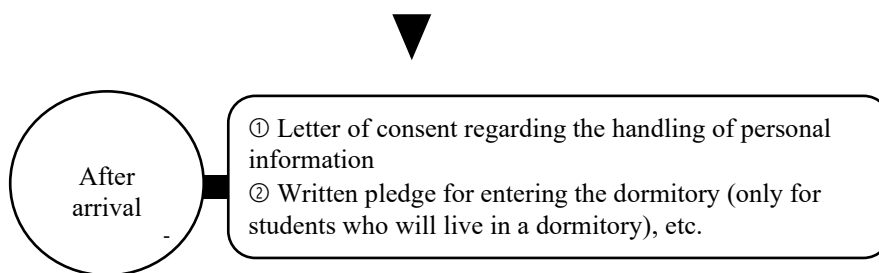 After
arrival
-
① Letter of consent regarding the handling of personal
information
② Written pledge for entering the dormitory (only for
students who will live in a dormitory), etc.